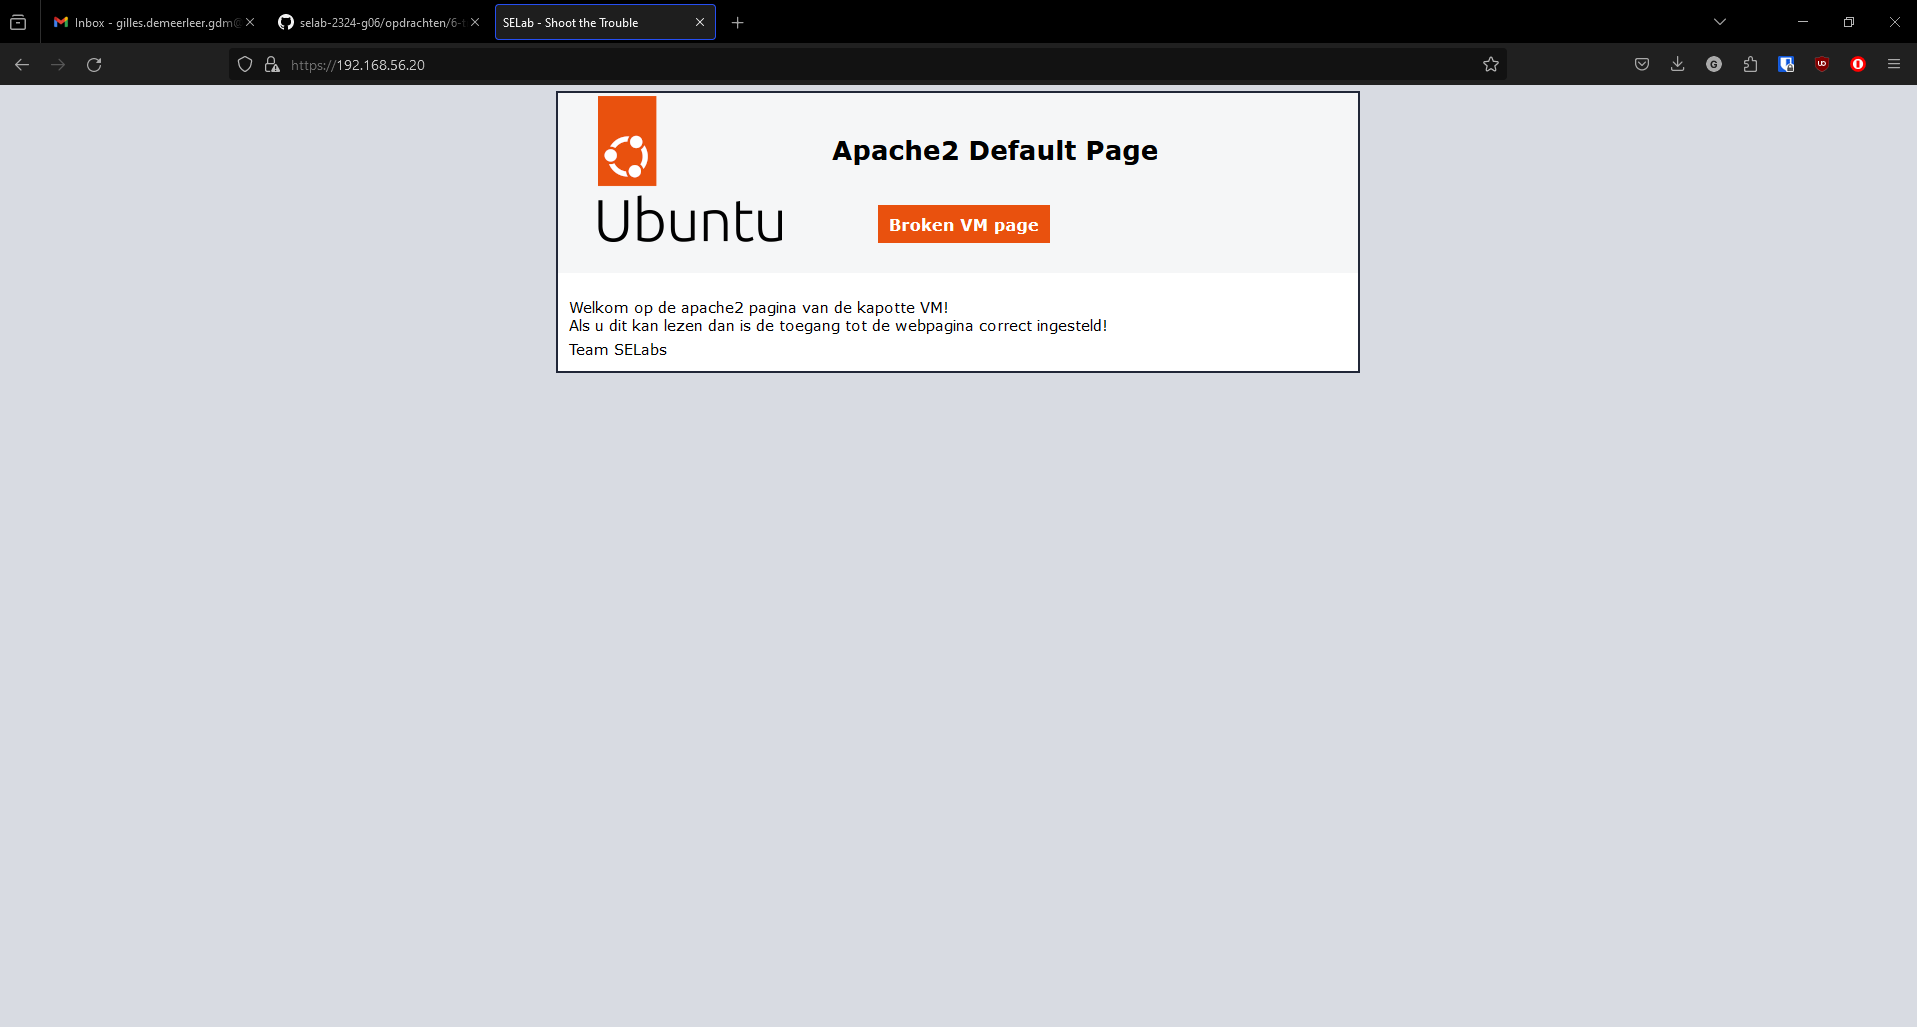 Inbox - gilles.demeerleer.gdm@
selab-2324-g06/opdrachten/6-t
SELab - Shoot the Trouble
https://192.168.56.20
Apache2 Default Page
Ubuntu
Broken VM page
Welkom op de apache2 pagina van de kapotte VM!
Als u dit kan lezen dan is de toegang tot de webpagina correct ingesteld!
Team SELabs